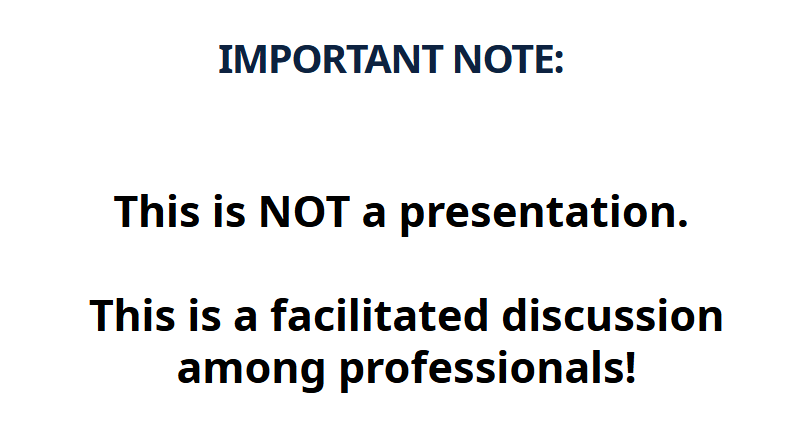 IMPORTANT NOTE:
This is NOT a presentation.
This is a facilitated discussion
among professionals!